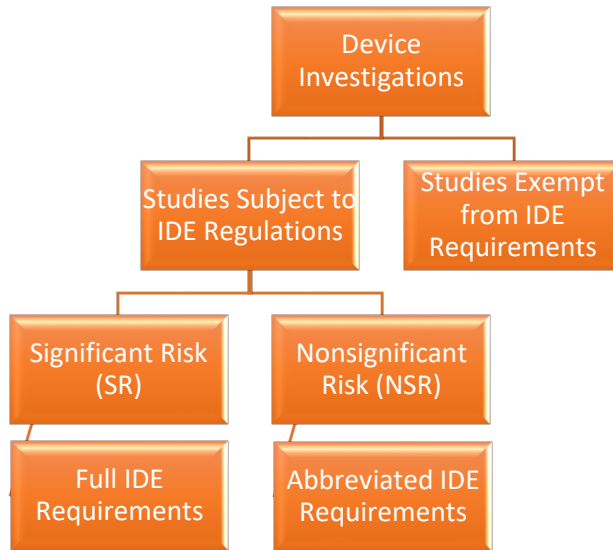 Device
Investigations
Studies Subject to
IDE Regulations
Studies Exempt
from IDE
Requirements
Significant Risk
(SR)
Nonsignificant
Risk (NSR)
Full IDE
Requirements
Abbreviated IDE
Requirements